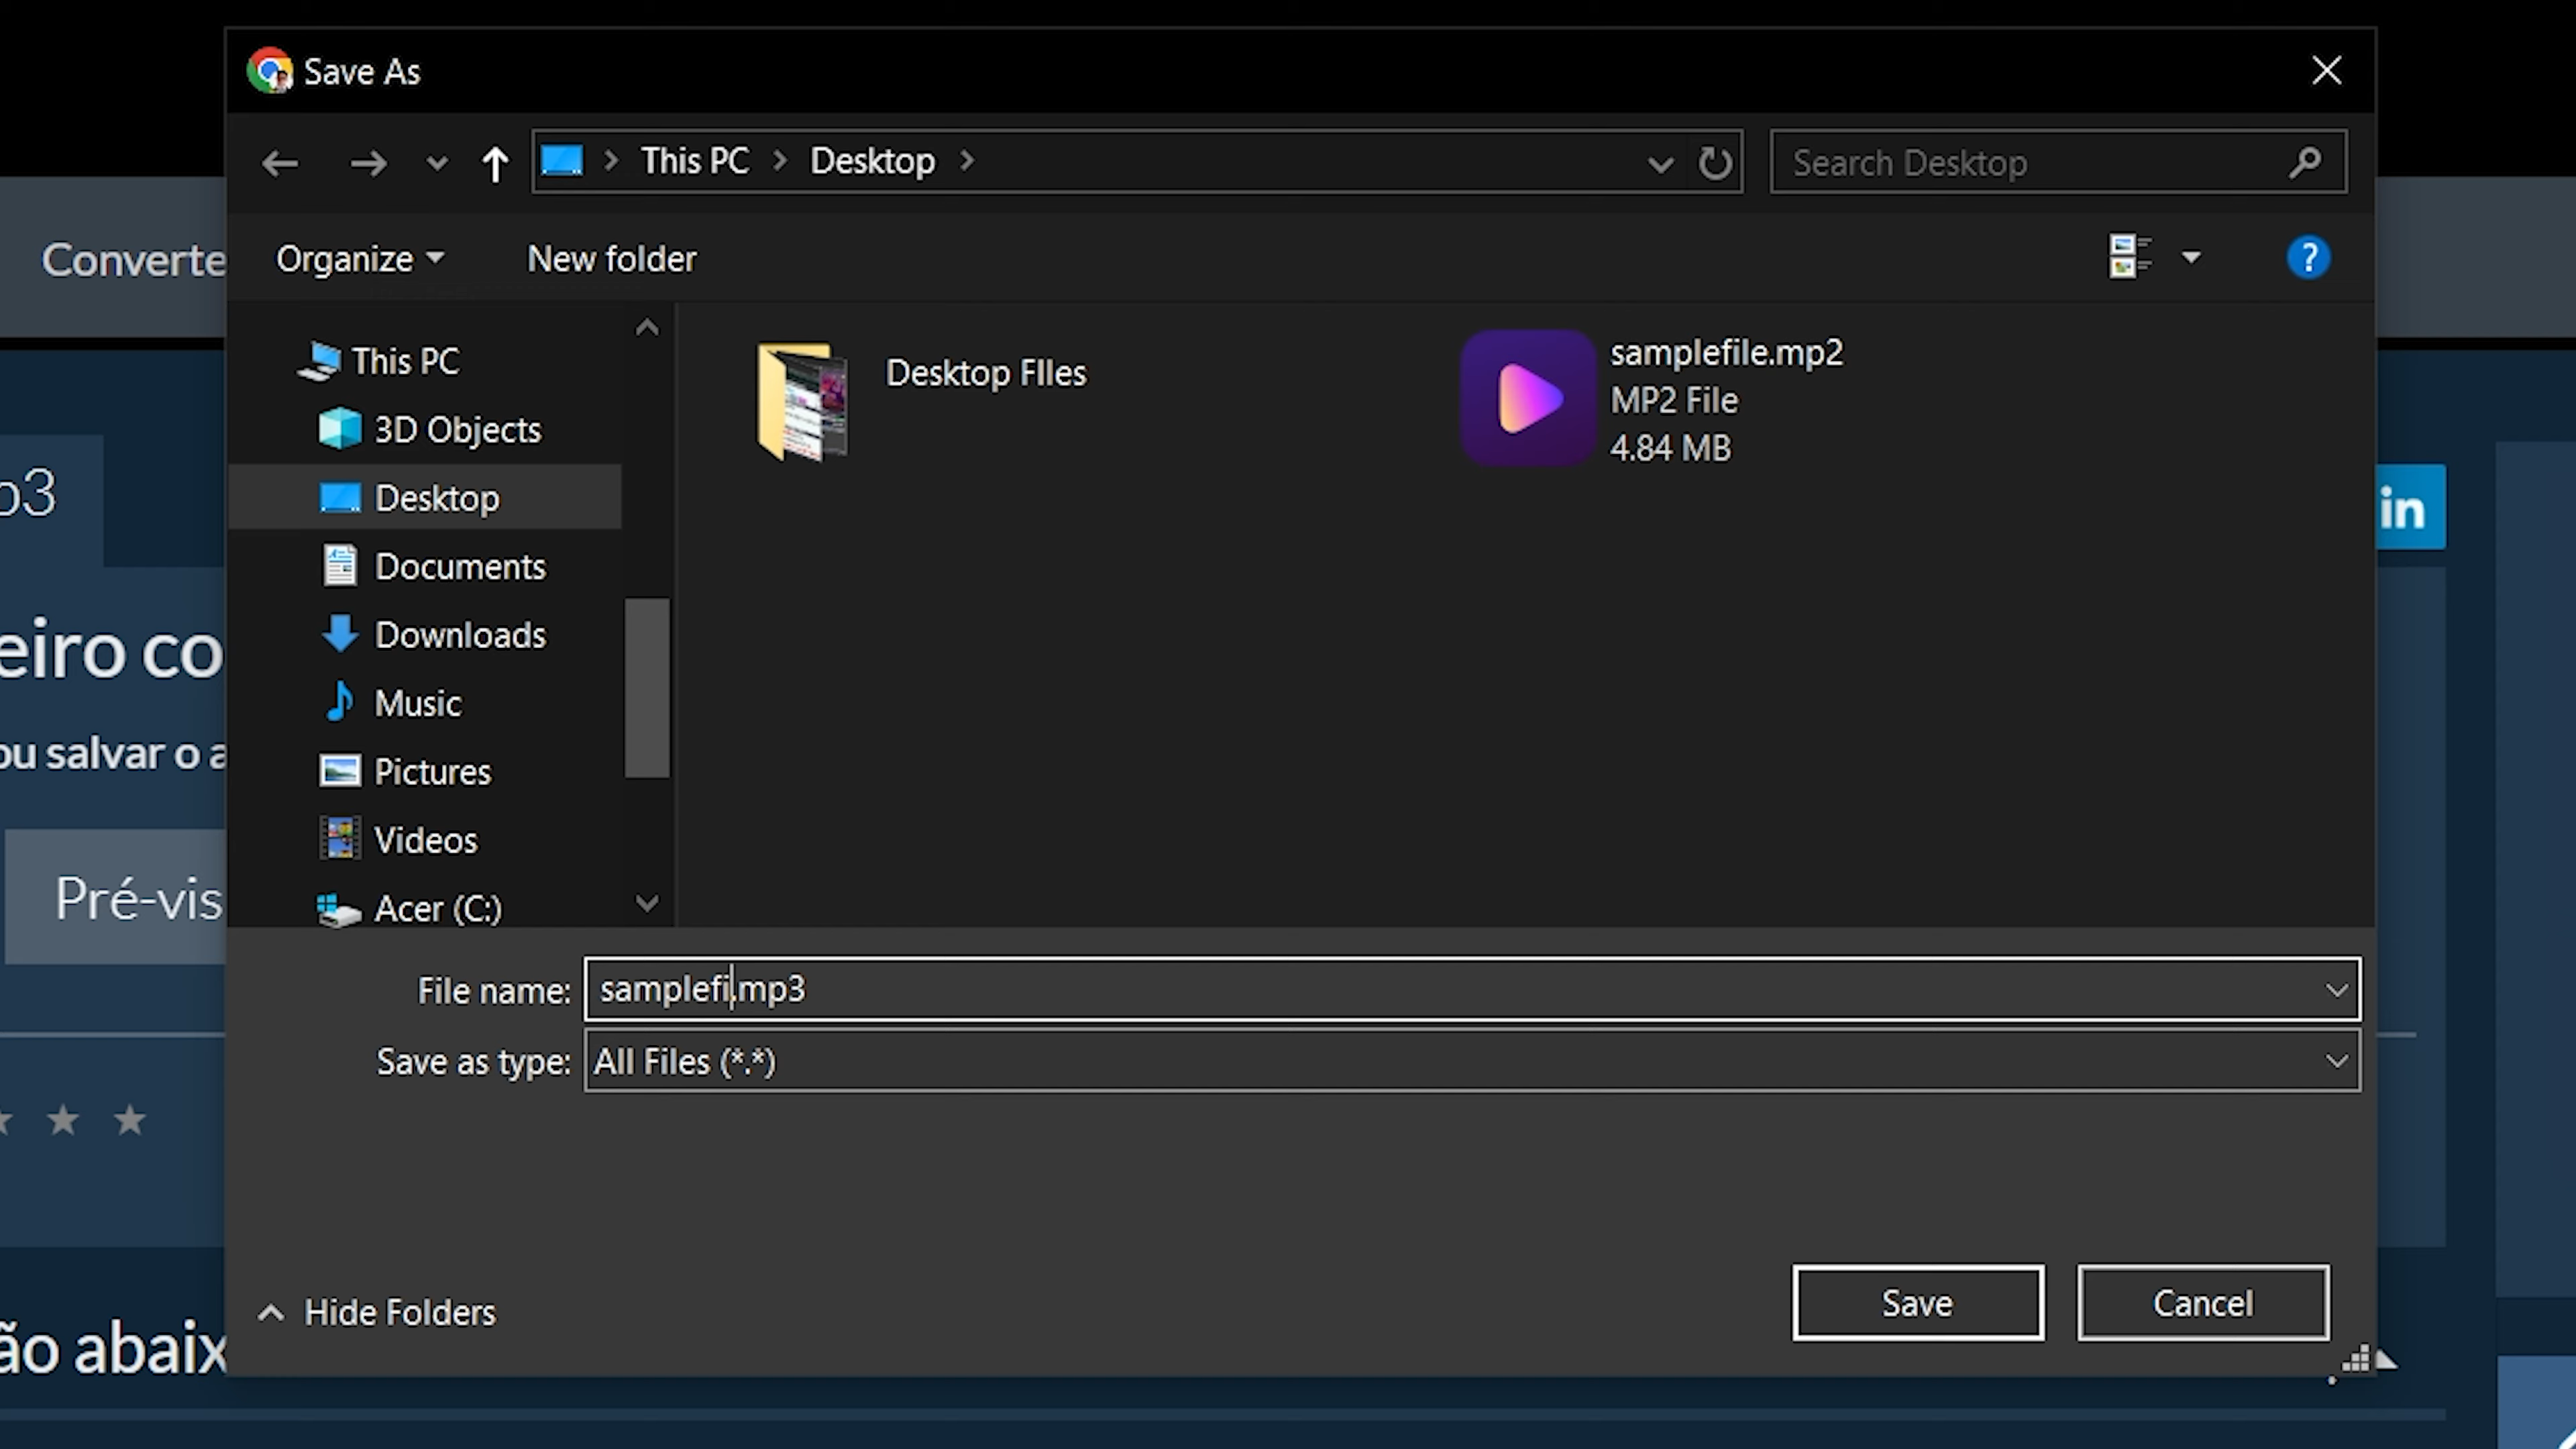 Save As
This PC
Desktop
Search Desktop
Converte
Organize
New folder
This PC
3D Objects
Desktop
Documents
Downloads
Music
Pictures
Videos
Acer (C:)
Desktop FIles
samplefile.mp2
MP2 File
4.84 MB
p3
in
eiro co
ou salvar o a
Pré-vis
File name: samplefi.mp3
Save as type: All Files (*.*)
Hide Folders
Save
Cancel
ão abaix